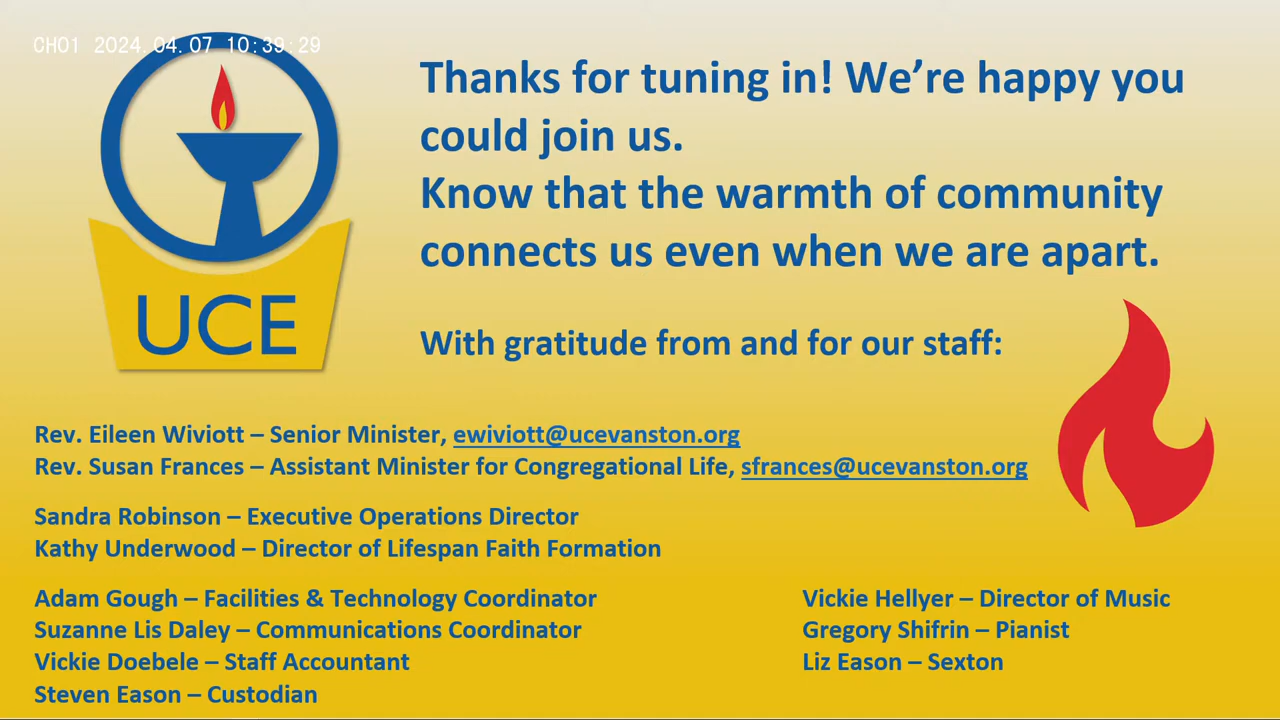 CH01 2024.04.07 10:39:29
Thanks for tuning in! We’re happy you
could join us.
Know that the warmth of community
connects us even when we are apart.
UCE
With gratitude from and for our staff:
Rev. Eileen Wiviott – Senior Minister, ewiviott@ucevanston.org
Rev. Susan Frances – Assistant Minister for Congregational Life, sfrances@ucevanston.org
Sandra Robinson – Executive Operations Director
Kathy Underwood – Director of Lifespan Faith Formation
Adam Gough – Facilities & Technology Coordinator
Suzanne Lis Daley – Communications Coordinator
Vickie Doebele – Staff Accountant
Steven Eason – Custodian
Vickie Hellyer – Director of Music
Gregory Shifrin – Pianist
Liz Eason – Sexton